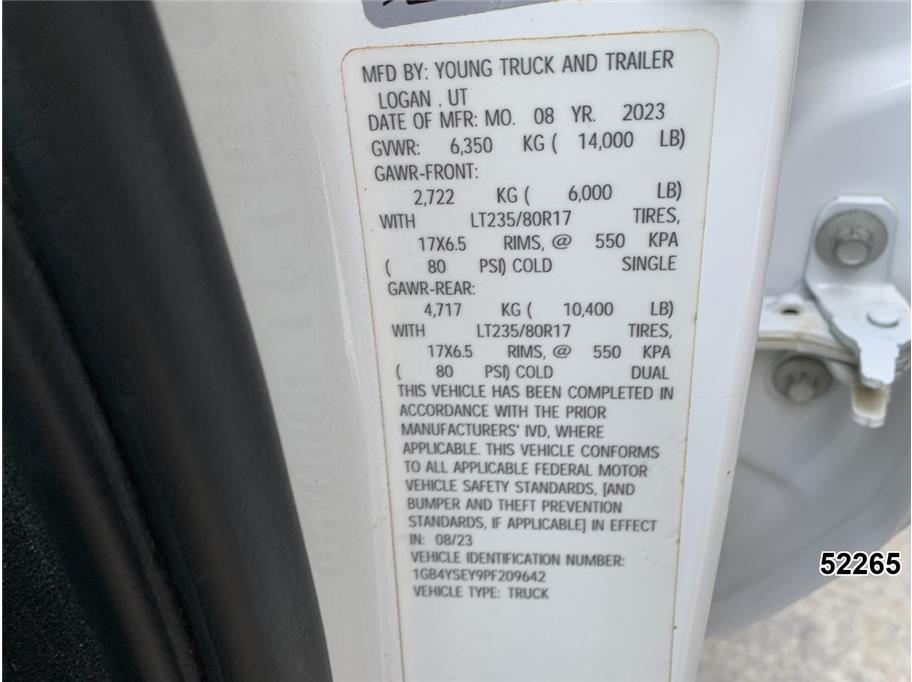 MFD BY: YOUNG TRUCK AND TRAILER
LOGAN . UT
DATE OF MFR: MO. 08 YR. 2023
GVWR: 6,350 KG ( 14,000 LB)
GAWR-FRONT:
2,722 KG ( 6,000 LB)
WITH LT235/80R17 TIRES,
17X6.5 RIMS, @ 550 KPA
( 80 PSI) COLD SINGLE
GAWR-REAR:
4,717 KG ( 10,400 LB)
WITH LT235/80R17 TIRES,
17X6.5 RIMS, @ 550 KPA
( 80 PSI) COLD DUAL
THIS VEHICLE HAS BEEN COMPLETED IN
ACCORDANCE WITH THE PRIOR
MANUFACTURERS' IVD, WHERE
APPLICABLE. THIS VEHICLE CONFORMS
TO ALL APPLICABLE FEDERAL MOTOR
VEHICLE SAFETY STANDARDS, [AND
BUMPER AND THEFT PREVENTION
STANDARDS, IF APPLICABLE] IN EFFECT
IN: 08/23
VEHICLE IDENTIFICATION NUMBER:
1GB4YSEY9PF209642
VEHICLE TYPE: TRUCK
52265